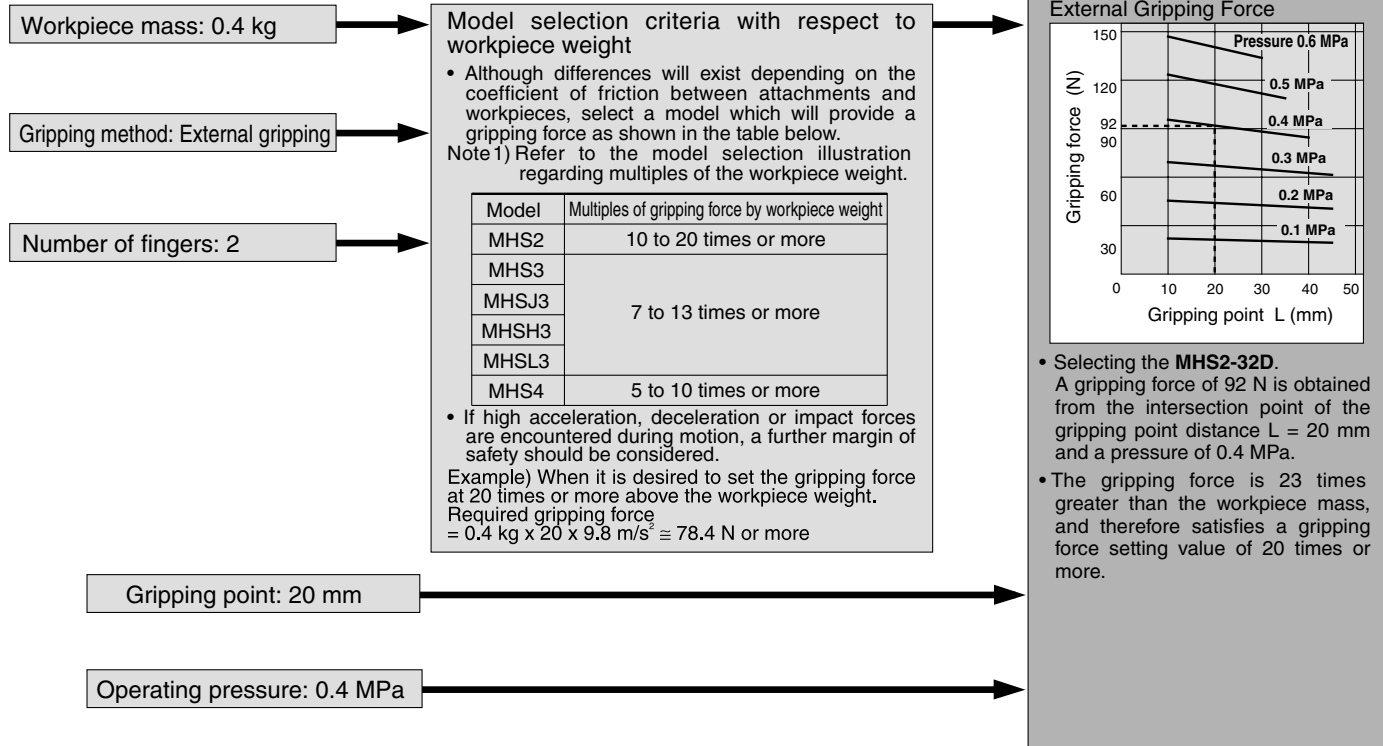 Workpiece mass: 0.4 kg
Gripping method: External gripping
Number of fingers: 2
Model selection criteria with respect to
workpiece weight
• Although differences will exist depending on the
coefficient of friction between attachments and
workpieces, select a model which will provide a
gripping force as shown in the table below.
Note 1) Refer to the model selection illustration
regarding multiples of the workpiece weight.
Model Multiples of gripping force by workpiece weight
MHS2 10 to 20 times or more
MHS3
MHSJ3
7 to 13 times or more
MHSH3
MHSL3
MHS4 5 to 10 times or more
• If high acceleration, deceleration or impact forces
are encountered during motion, a further margin of
safety should be considered.
Example) When it is desired to set the gripping force
at 20 times or more above the workpiece weight.
Required gripping force
= 0.4 kg x 20 x 9.8 m/s² ≅ 78.4 N or more
Gripping point: 20 mm
Operating pressure: 0.4 MPa
External Gripping Force
Gripping force (N)
150
120
92
90
60
30
Pressure 0.6 MPa
0.5 MPa
0.4 MPa
0.3 MPa
0.2 MPa
0.1 MPa
0 10 20 30 40 50
Gripping point L (mm)
• Selecting the MHS2-32D.
A gripping force of 92 N is obtained
from the intersection point of the
gripping point distance L = 20 mm
and a pressure of 0.4 MPa.
• The gripping force is 23 times
greater than the workpiece mass,
and therefore satisfies a gripping
force setting value of 20 times or
more.